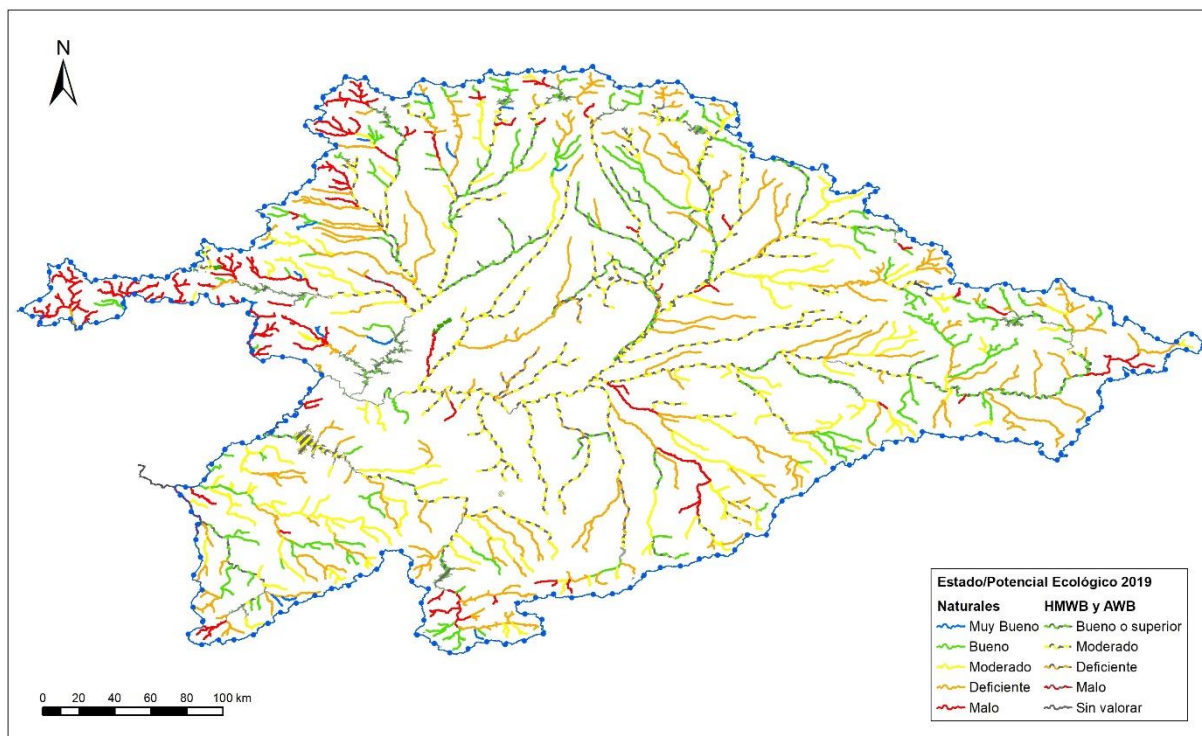 N
Estado/Potencial Ecológico 2019
Naturales HMWB y AWB
Muy Bueno Bueno o superior
Bueno Moderado
Moderado Deficiente
Deficiente Malo
Malo Sin valorar
0 20 40 60 80 100 km